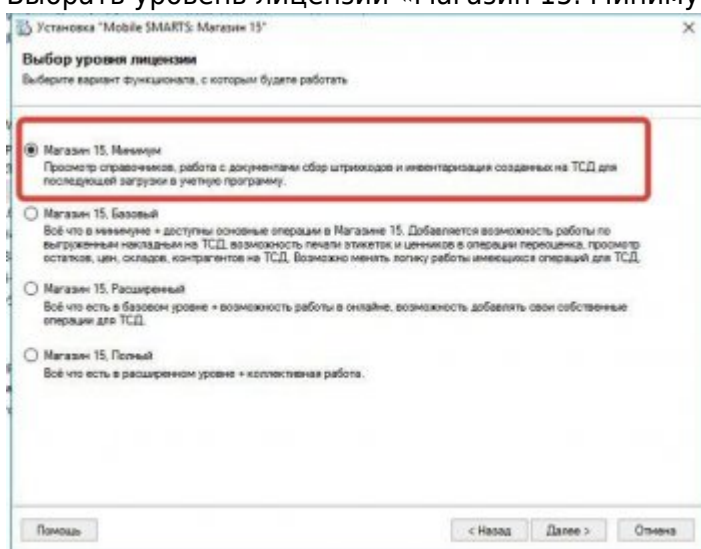 Выбрать уровень лицензии «Магазин 15. Миниму
Установка "Mobile SMARTS: Магазин 15"
Выбор уровня лицензии
Выберите вариант функционала, с которым будете работать
Магазин 15, Минимум
Просмотр справочников, работа с документами сбор штрихкодов и инвентаризация созданных на ТСД для
последующей загрузки в учетную программу.
Магазин 15, Базовый
Всё что в минимуме + доступны основные операции в Магазине 15. Добавляется возможность работы по
выгруженным накладным на ТСД, возможность печати этикеток и ценников в операции переоценка, просмотр
остатков, цен, складов, контрагентов на ТСД. Возможно менять логику работы имеющихся операций для ТСД.
Магазин 15, Расширенный
Всё что есть в базовом уровне + возможность работы в онлайне, возможность добавлять свои собственные
операции для ТСД.
Магазин 15, Полный
Всё что есть в расширенном уровне + коллективная работа.
Помощь
< Назад
Далее >
Отмена